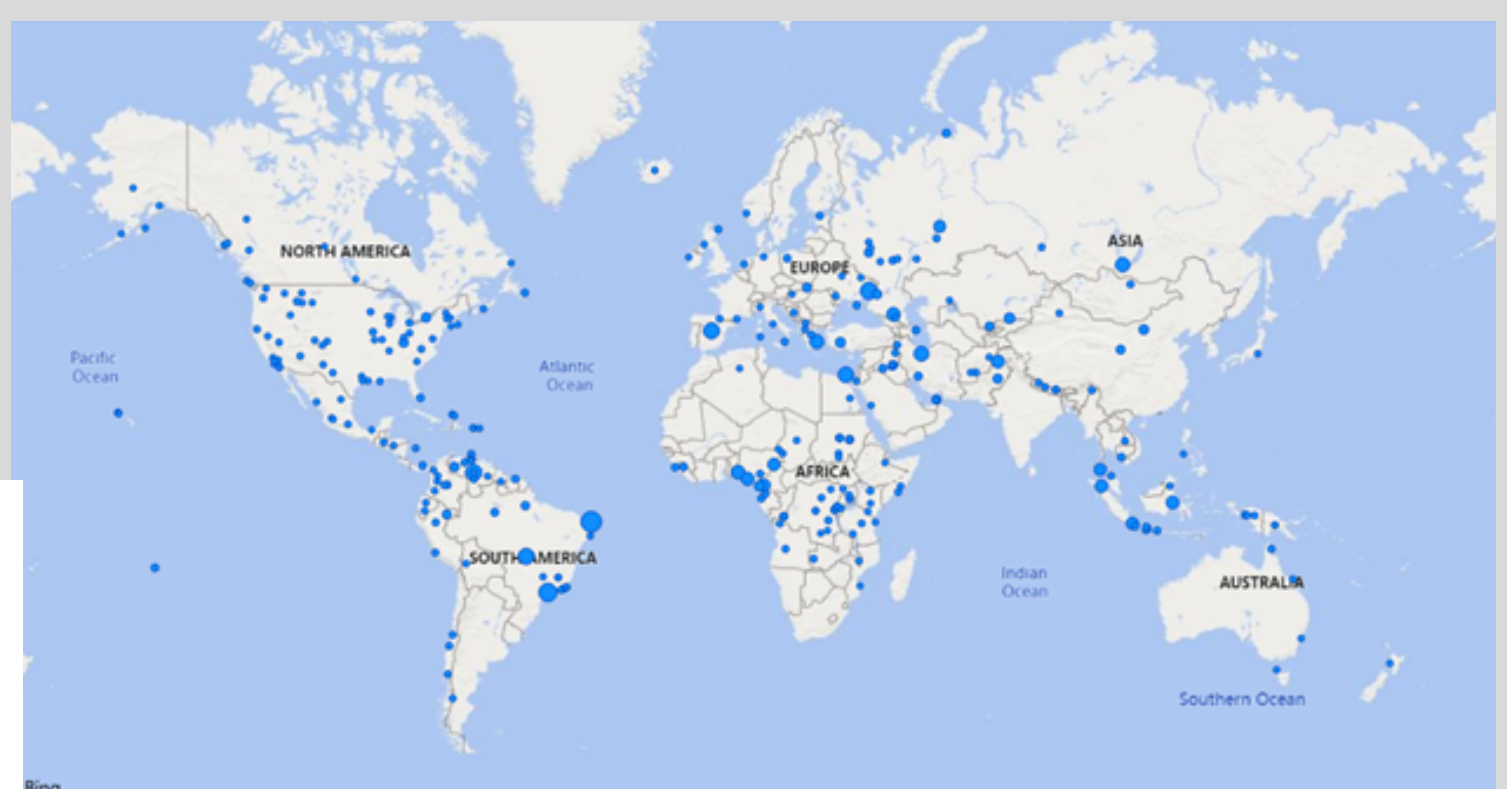 NORTH AMERICA
ASIA
EUROPE
Pacific
Ocean
Atlantic
Ocean
AFRICA
SOUTH AMERICA
Indian
Ocean
AUSTRALIA
Southern Ocean
Bing